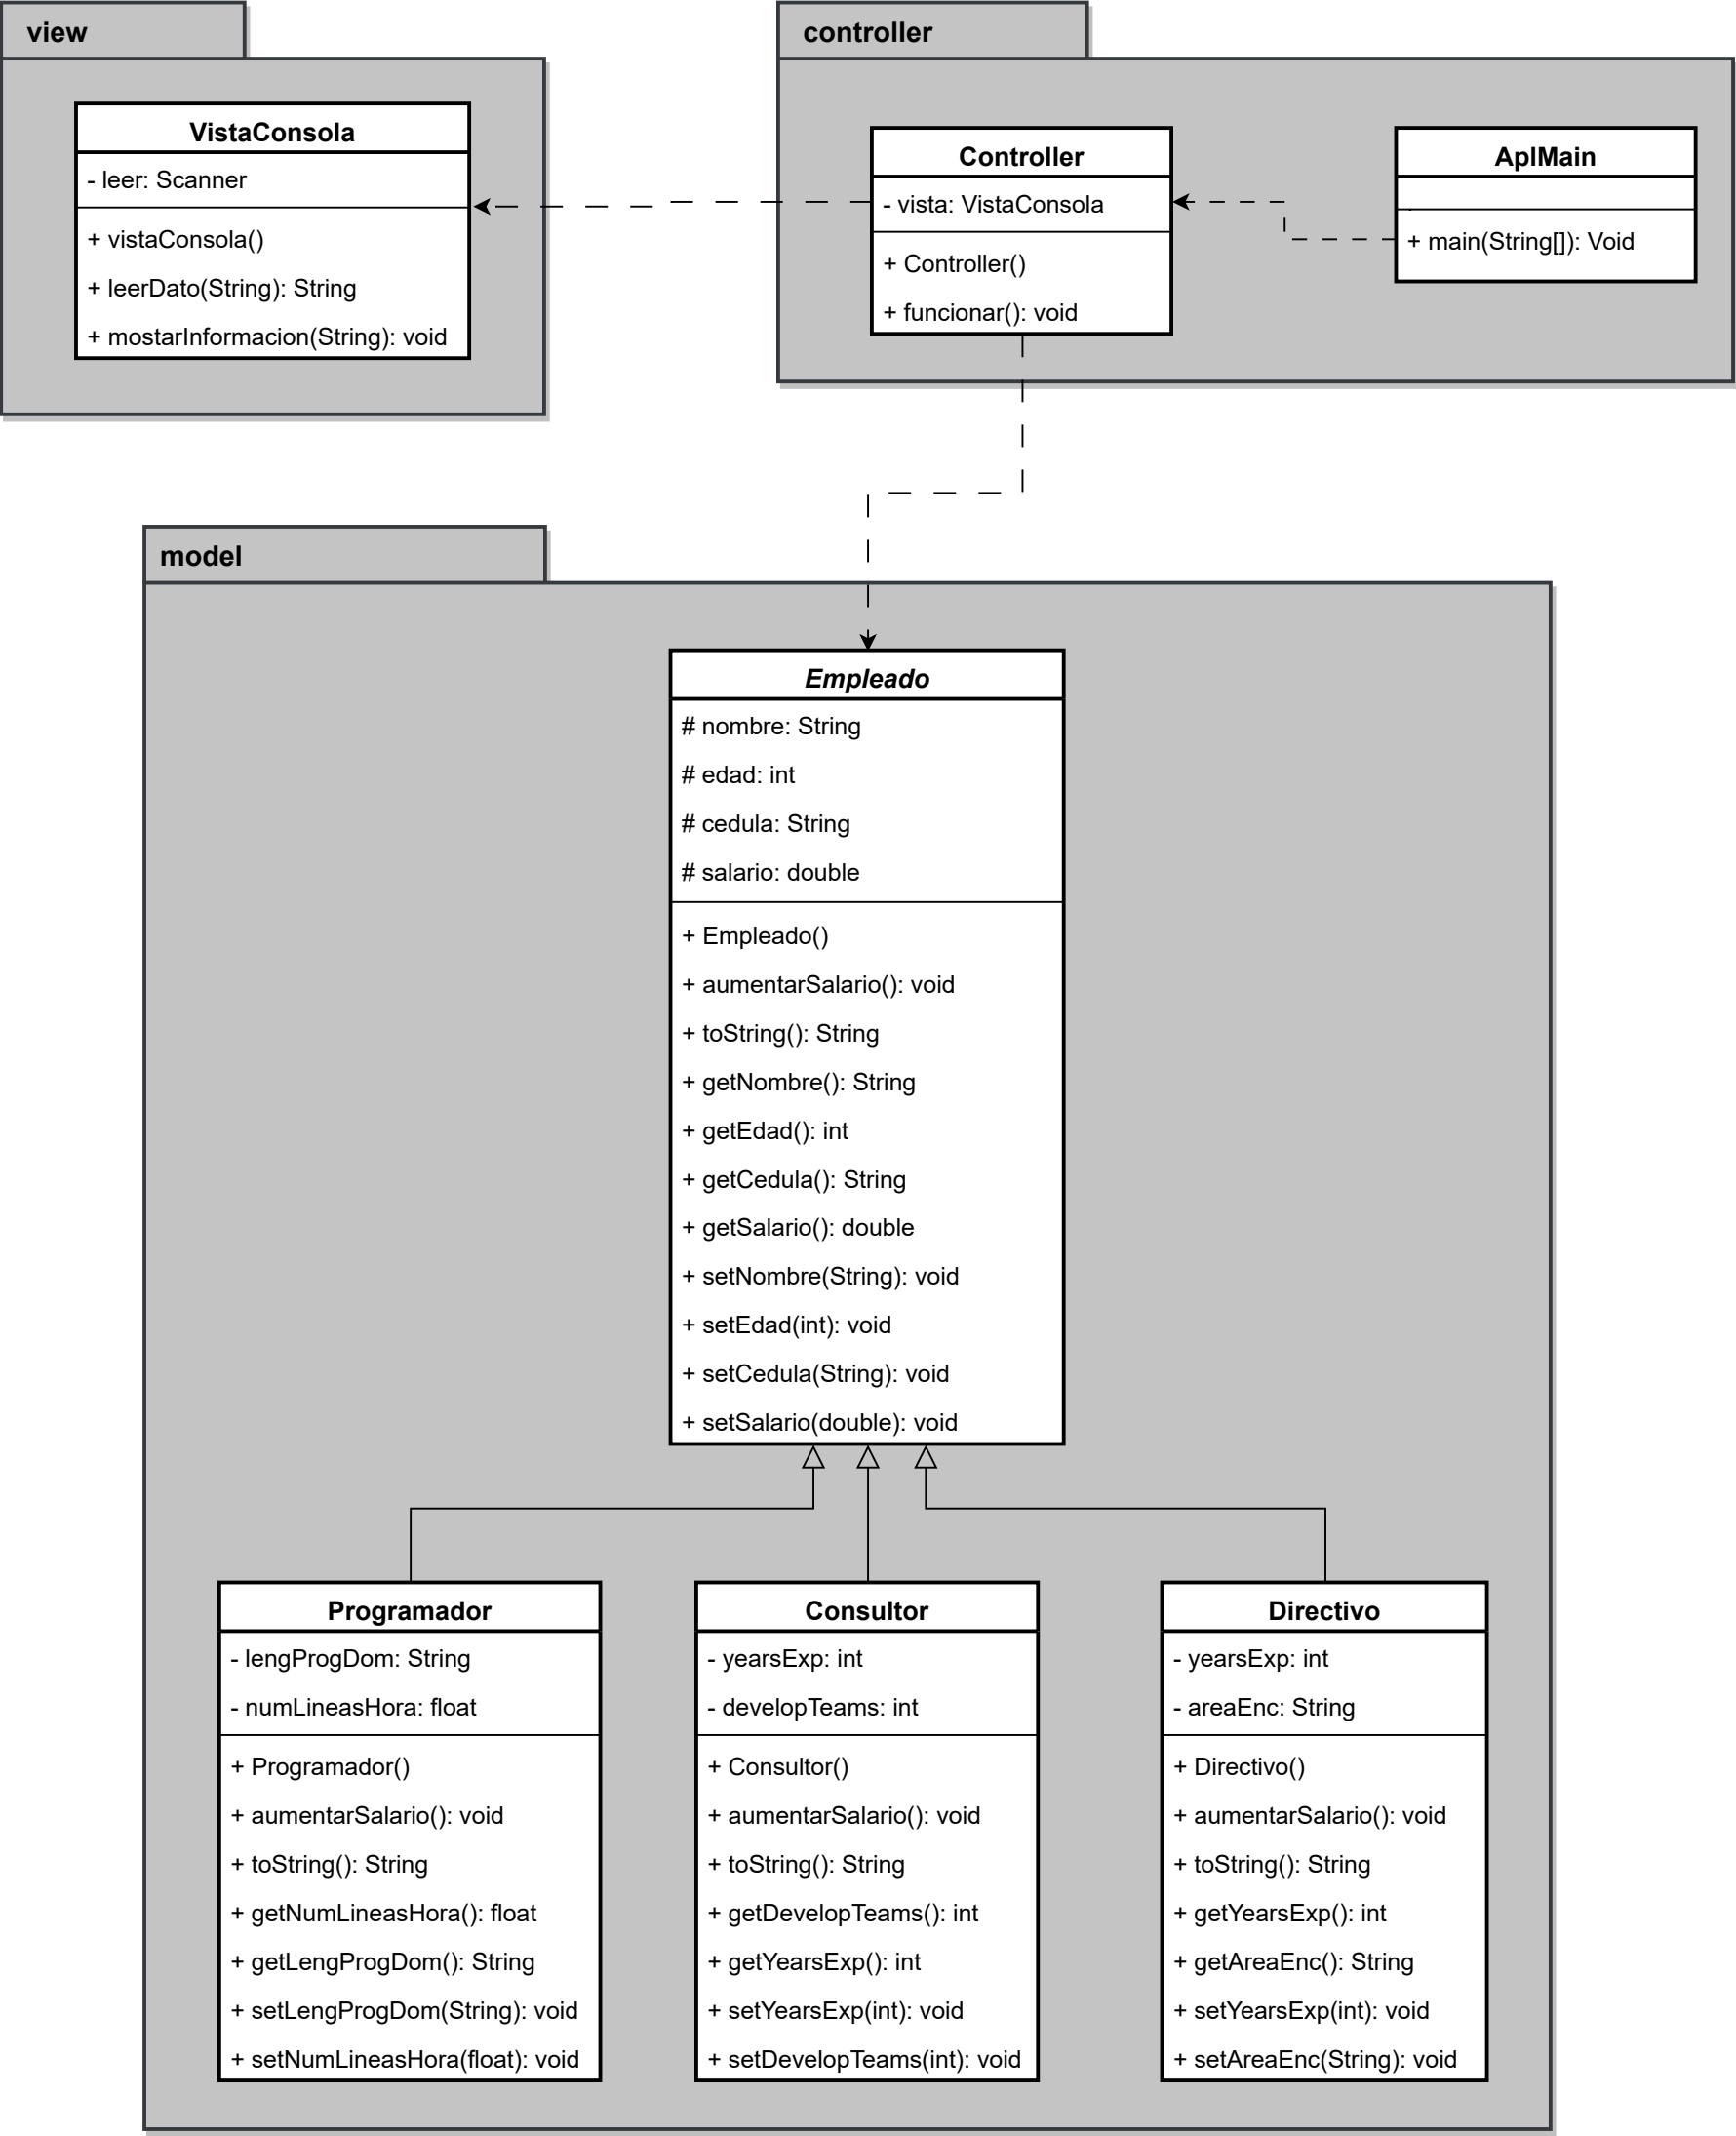 view
VistaConsola
- leer: Scanner
+ vistaConsola()
+ leerDato(String): String
+ mostarInformacion(String): void
controller
Controller
- vista: VistaConsola
+ Controller()
+ funcionar(): void
AplMain
+ main(String[]): Void
model
Empleado
# nombre: String
# edad: int
# cedula: String
# salario: double
+ Empleado()
+ aumentarSalario(): void
+ toString(): String
+ getNombre(): String
+ getEdad(): int
+ getCedula(): String
+ getSalario(): double
+ setNombre(String): void
+ setEdad(int): void
+ setCedula(String): void
+ setSalario(double): void
Programador
- lengProgDom: String
- numLineasHora: float
+ Programador()
+ aumentarSalario(): void
+ toString(): String
+ getNumLineasHora(): float
+ getLengProgDom(): String
+ setLengProgDom(String): void
+ setNumLineasHora(float): void
Consultor
- yearsExp: int
- developTeams: int
+ Consultor()
+ aumentarSalario(): void
+ toString(): String
+ getDevelopTeams(): int
+ getYearsExp(): int
+ setYearsExp(int): void
+ setDevelopTeams(int): void
Directivo
- yearsExp: int
- areaEnc: String
+ Directivo()
+ aumentarSalario(): void
+ toString(): String
+ getYearsExp(): int
+ getAreaEnc(): String
+ setYearsExp(int): void
+ setAreaEnc(String): void